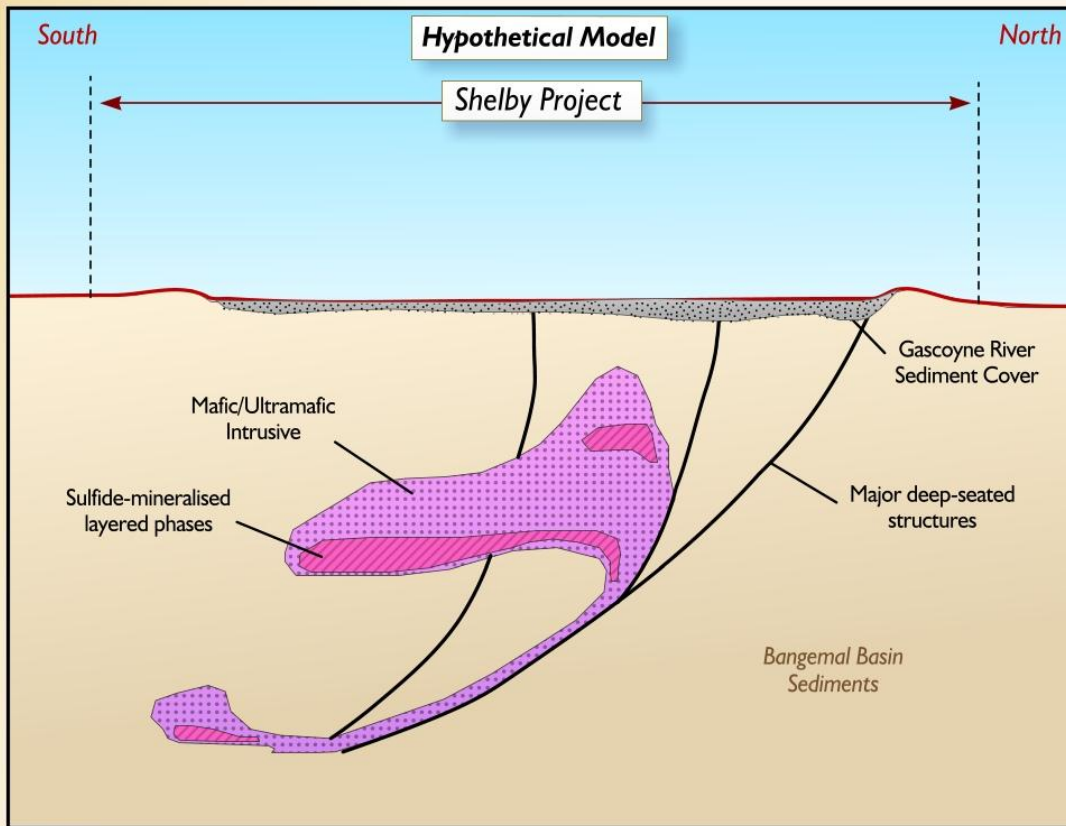 South
Hypothetical Model
North
Shelby Project
Gascoyne River
Sediment Cover
Mafic/Ultramafic
Intrusive
Sulfide-mineralised
layered phases
Major deep-seated
structures
Bangemal Basin
Sediments